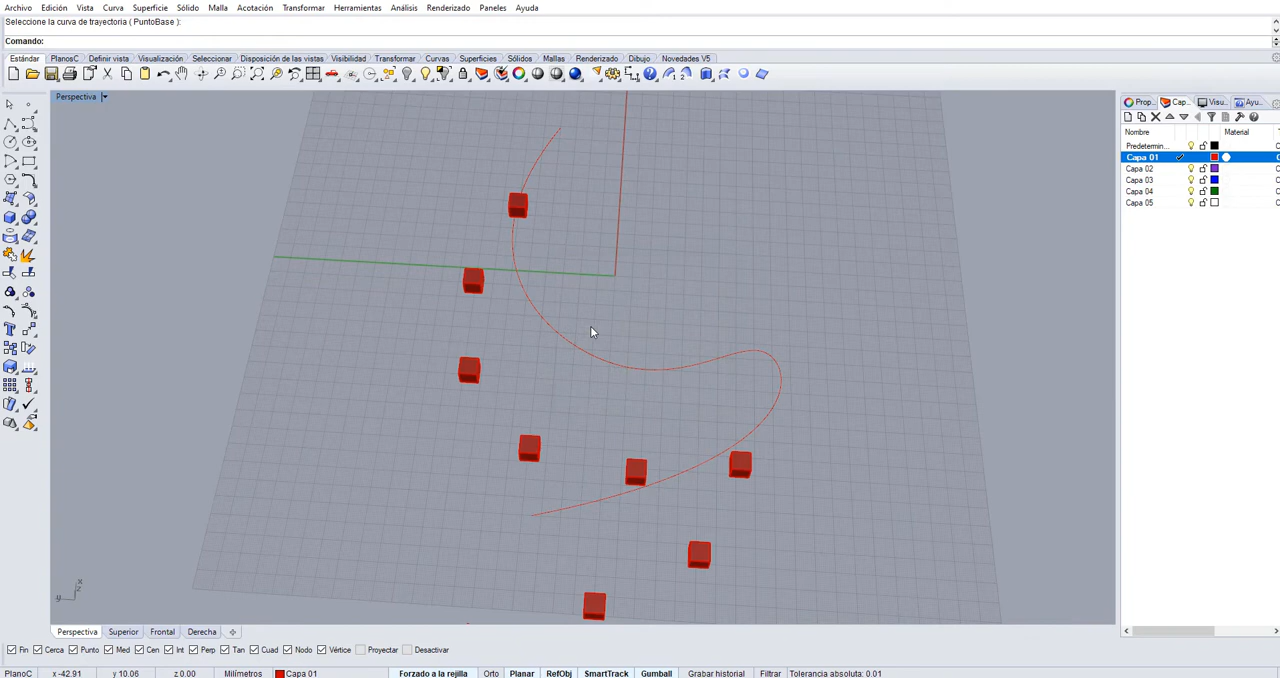 Archivo Edición Vista Curva Superficie Sólido Malla Acotación Transformar Herramientas Análisis Renderizado Paneles Ayuda
Seleccione la curva de trayectoria ( PuntoBase ):
Comando:
Estándar PlanosC Definir vista Visualización Seleccionar Disposición de las vistas Visibilidad Transformar Curvas Superficies Sólidos Mallas Renderizado Dibujo Novedades V5
Perspectiva
Prop... Cap... Visu... Ayu...
Nombre Material
Predetermin...
Capa 01
Capa 02
Capa 03
Capa 04
Capa 05
x
z
y
Perspectiva Superior Frontal Derecha
Fin Cerca Punto Med Cen Int Perp Tan Cuad Nodo Vértice Proyectar Desactivar
PlanoC x -42.91 y 10.06 z 0.00 Milímetros Capa 01 Forzado a la rejilla Orto Planar RefObj SmartTrack Gumball Grabar historial Filtrar Tolerancia absoluta: 0.01